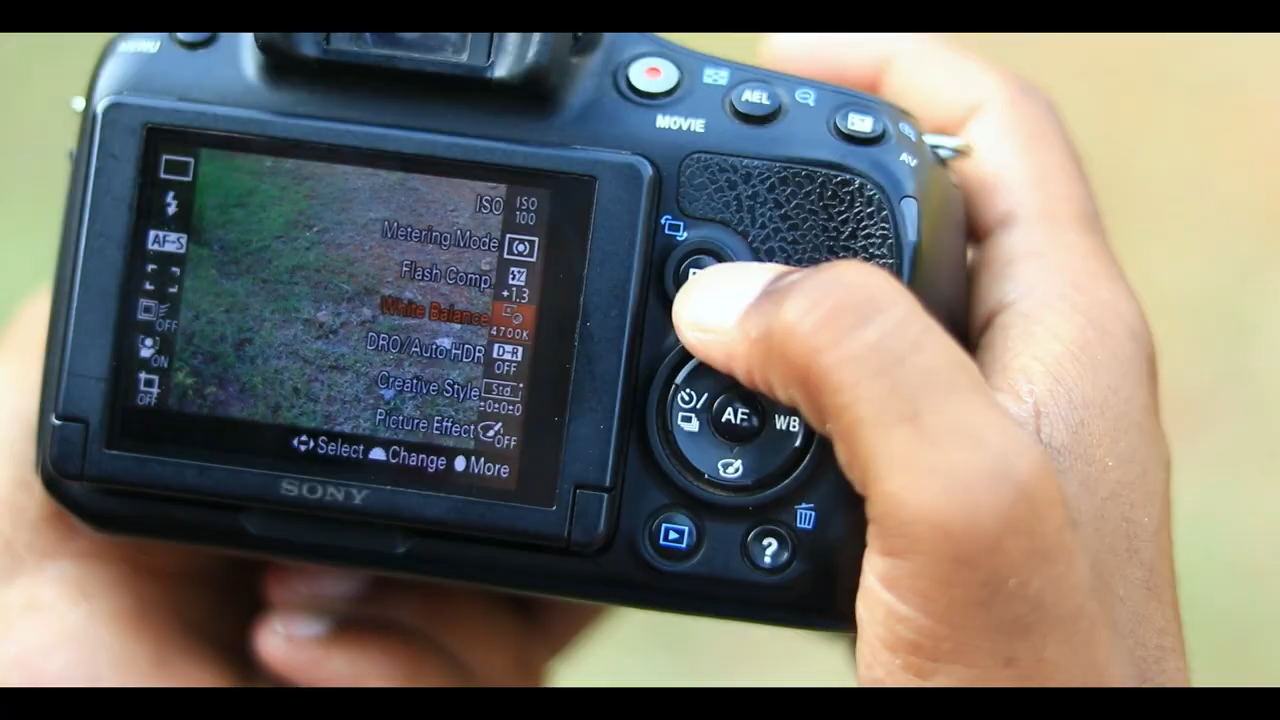 MENU
MOVIE
AEL
AV
ISO
ISO 100
Metering Mode
Flash Comp.
+1.3
White Balance
4700K
DRO/Auto HDR
D-R OFF
Creative Style
Std.
±0±0±0
Picture Effect
OFF
Select Change More
AF-S
OFF
ON
OFF
SONY
AF
WB
?